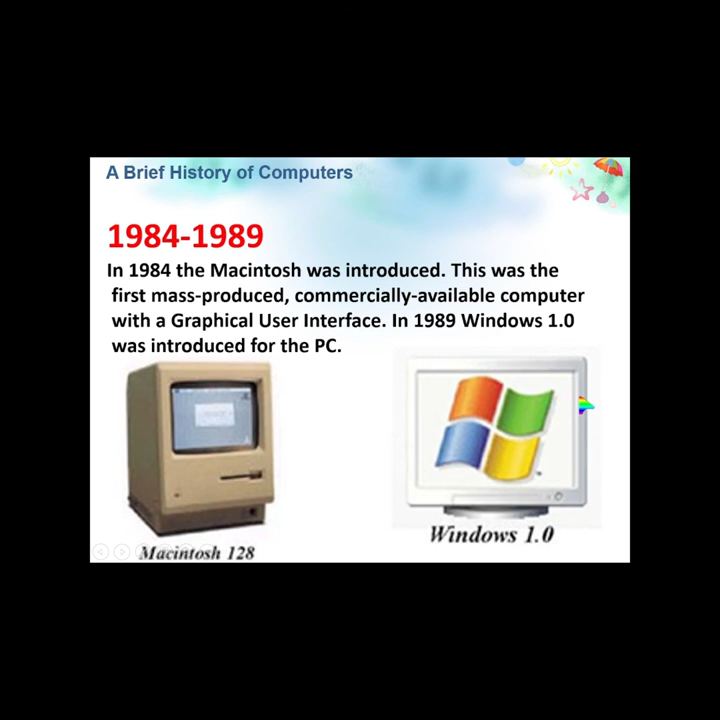 A Brief History of Computers
1984-1989
In 1984 the Macintosh was introduced. This was the
first mass-produced, commercially-available computer
with a Graphical User Interface. In 1989 Windows 1.0
was introduced for the PC.
Windows 1.0
Macintosh 128